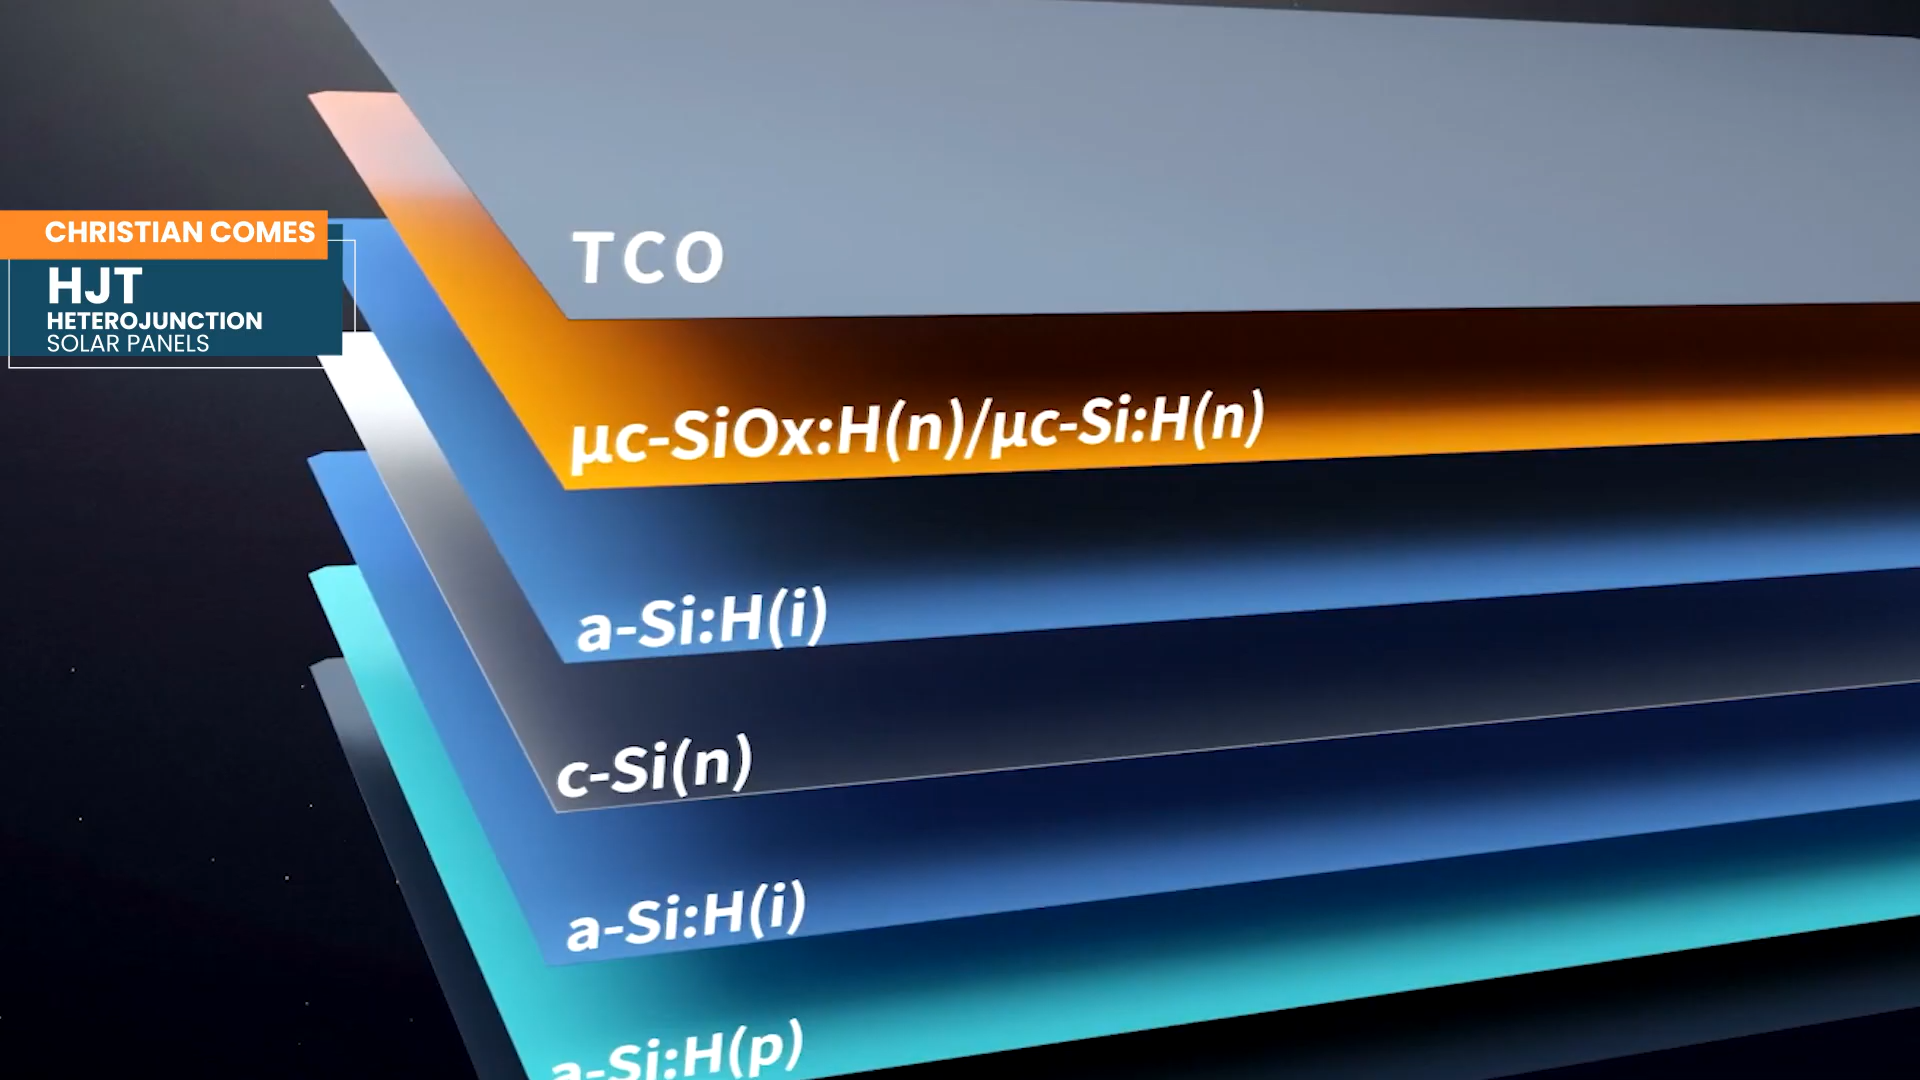 CHRISTIAN COMES
HJT
HETEROJUNCTION
SOLAR PANELS
TCO
µc-SiOx:H(n)/µc-Si:H(n)
a-Si:H(i)
c-Si(n)
a-Si:H(i)
a-Si:H(p)